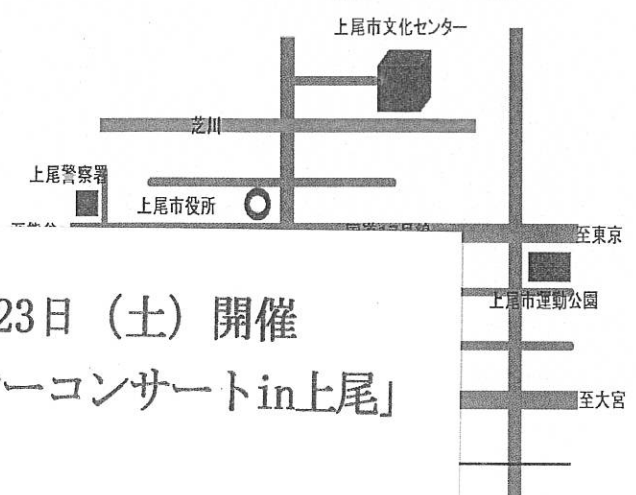 上尾市文化センター
芝川
上尾警察署
上尾市役所
至東京
上尾市運動公園
23日（土）開催
ーコンサートin上尾」
至大宮